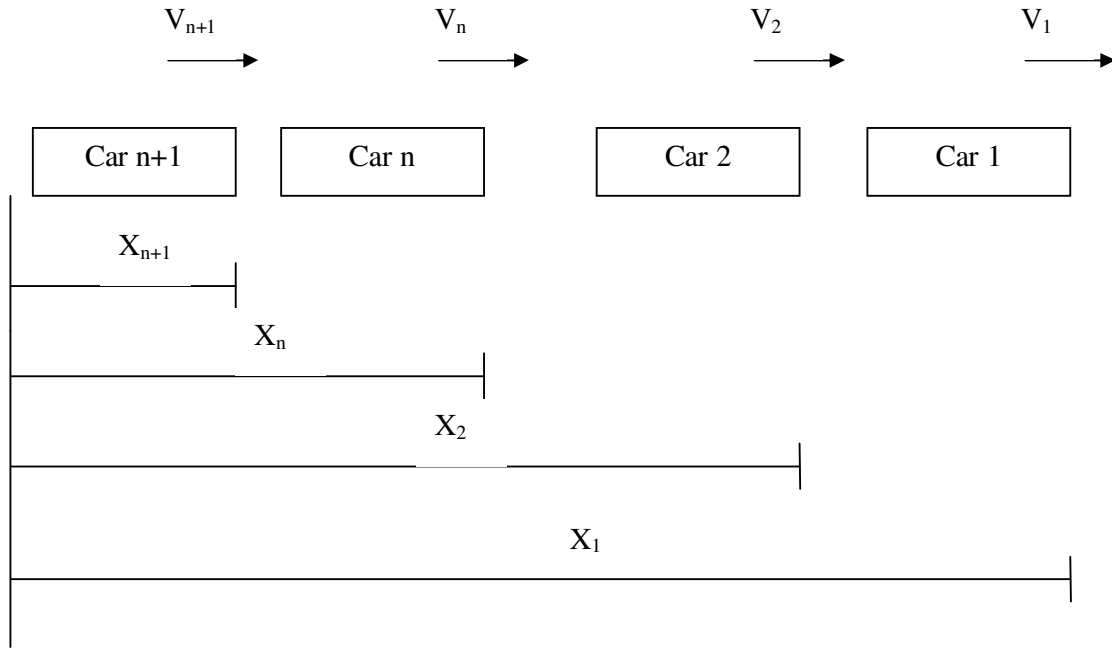 Vₙ₊₁ Vₙ V₂ V₁
Car n+1 Car n Car 2 Car 1
Xₙ₊₁
Xₙ
X₂
X₁